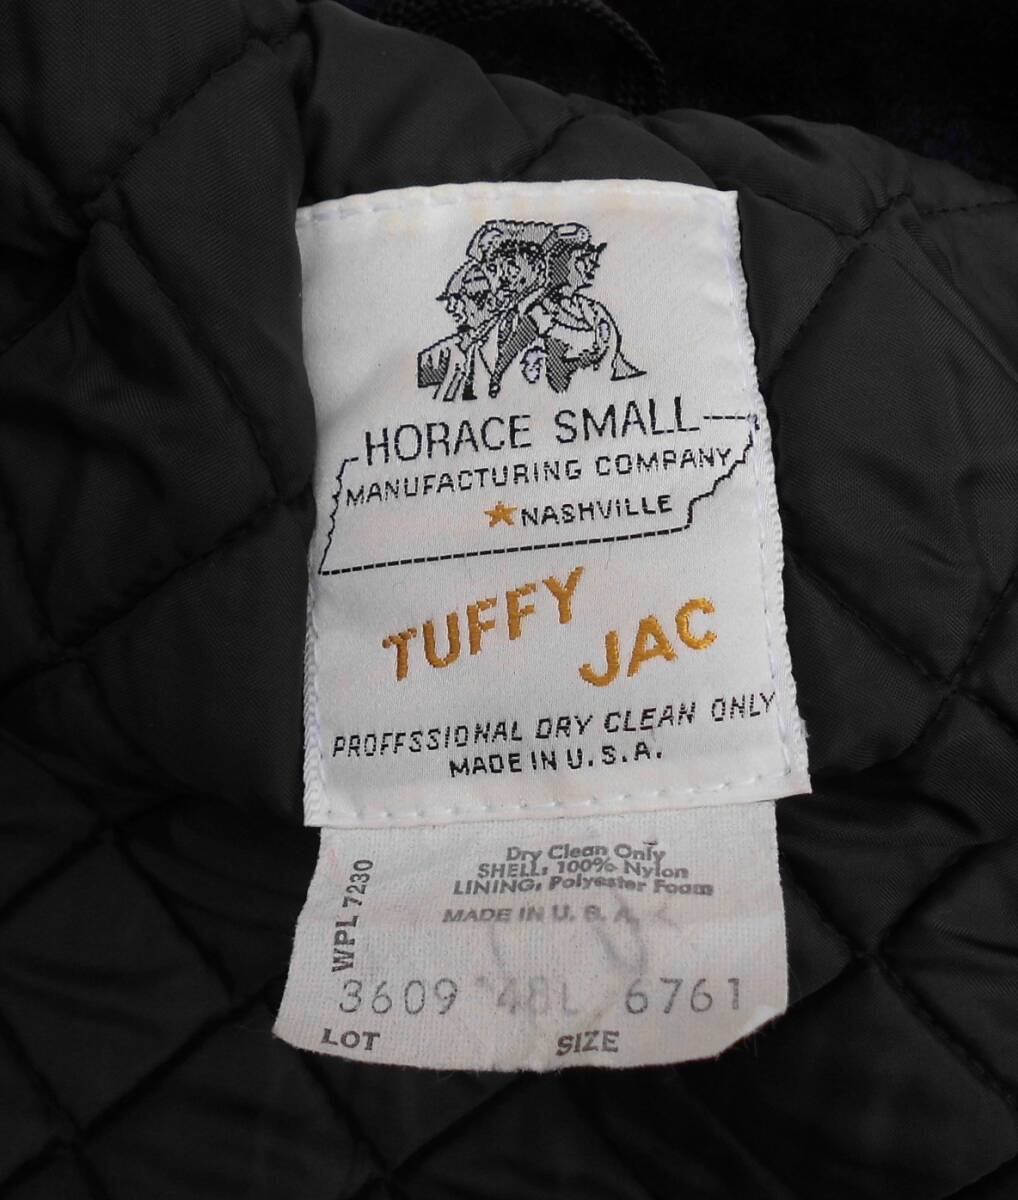 HORACE SMALL
MANUFACTURING COMPANY
NASHVILLE
TUFFY
JAC
PROFFSSIONAL DRY CLEAN ONLY
MADE IN U.S.A.
Dry Clean Only
SHELL, 100% Nylon
LINING, Polyester Foam
MADE IN U. S. A.
WPL 7230
3609 48L 6761
LOT SIZE